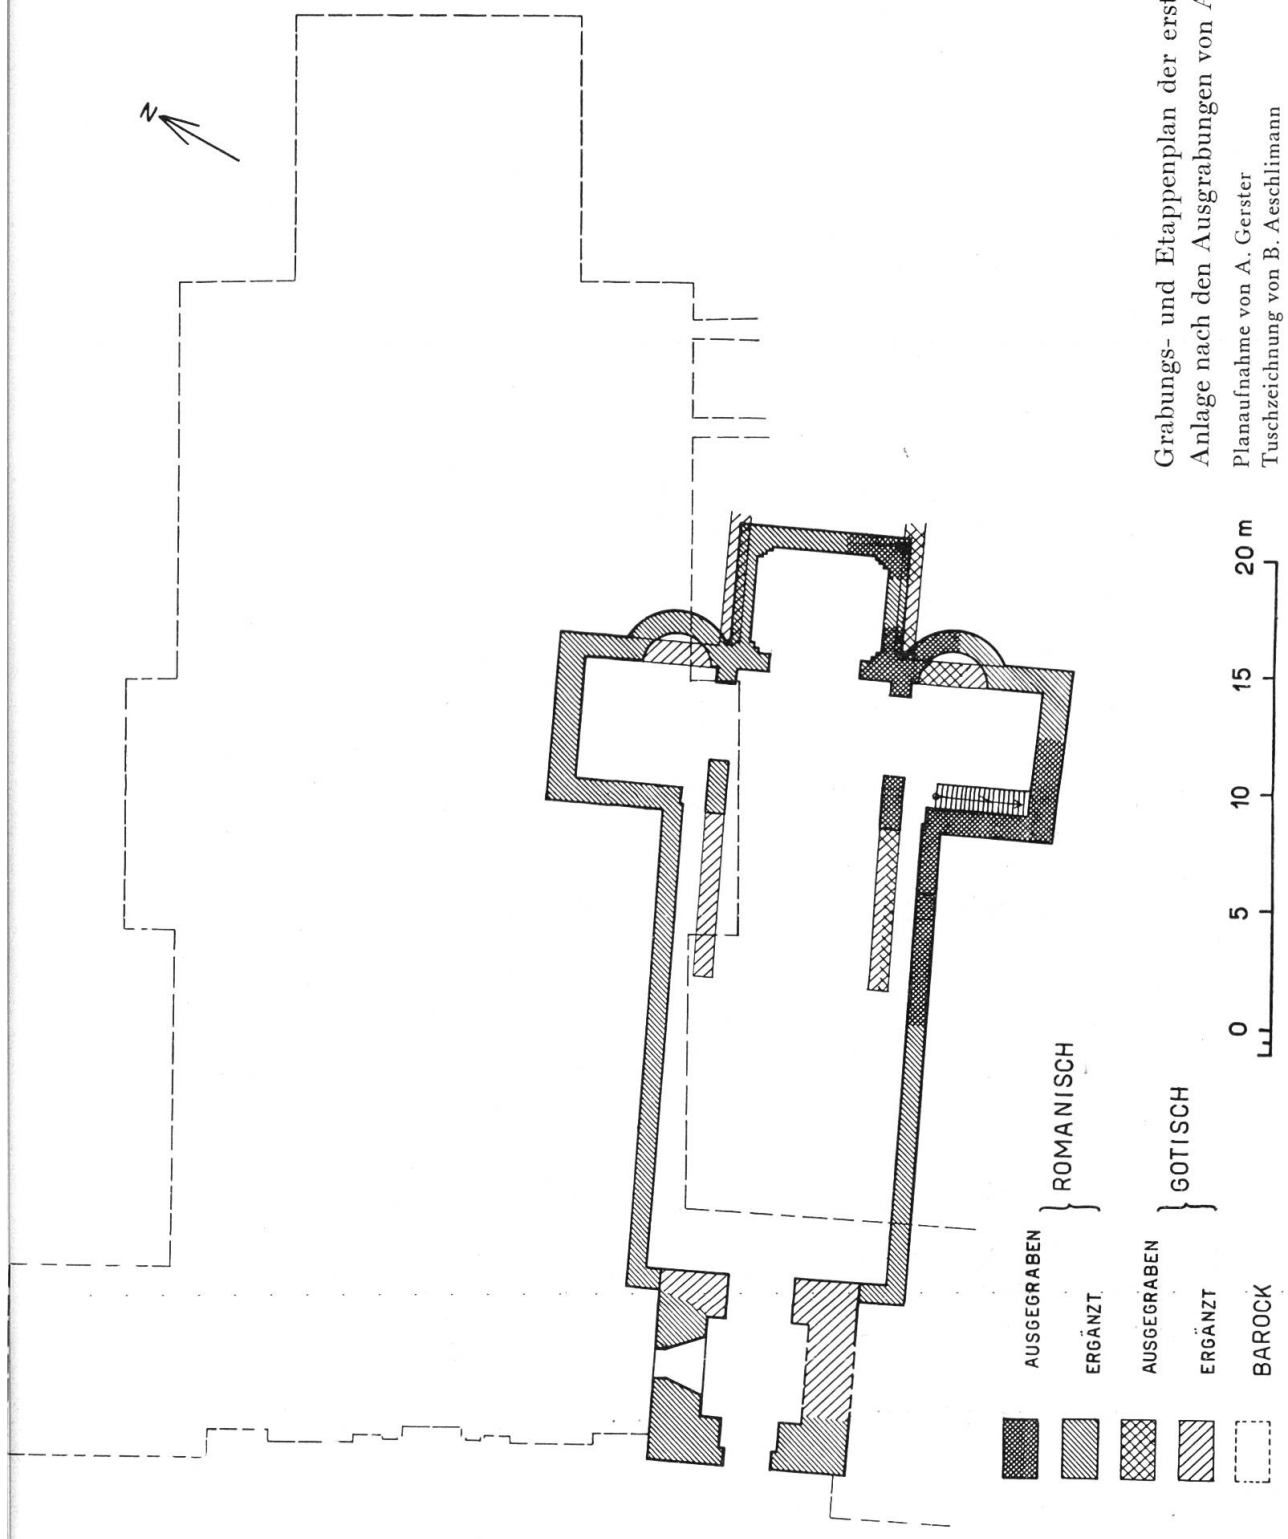 N
Grabungs- und Etappenplan der
Anlage nach den Ausgrabungen von
Planaufnahme von A. Gerster
Tuschzeichnung von B. Aeschlimann
0 5 10 15 20 m
AUSGEGRABEN
ERGÄNZT
ROMANISCH
AUSGEGRABEN
ERGÄNZT
GOTISCH
BAROCK